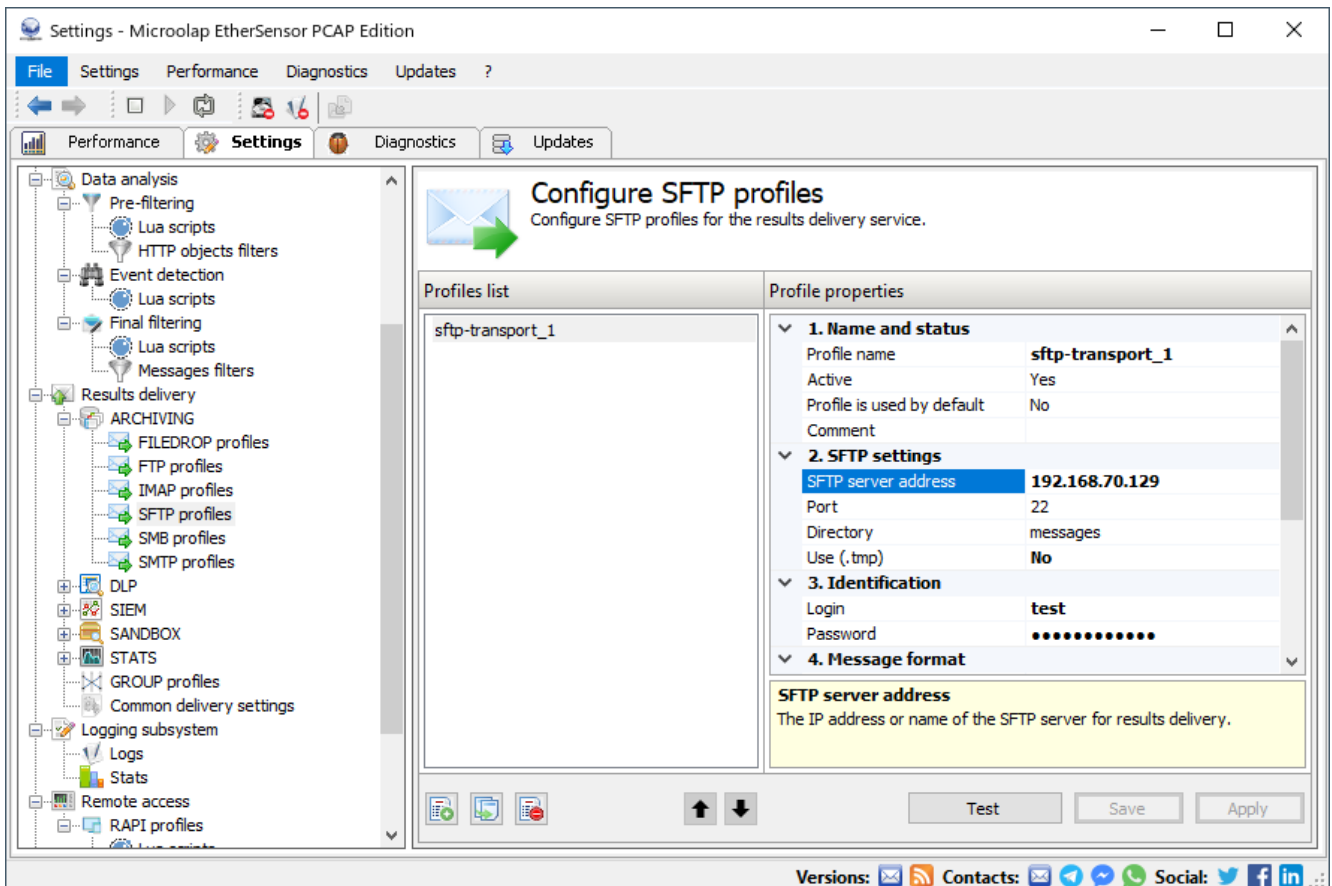 Settings - Microolap EtherSensor PCAP Edition
File Settings Performance Diagnostics Updates ?
Performance Settings Diagnostics Updates
Data analysis
Pre-filtering
Lua scripts
HTTP objects filters
Event detection
Lua scripts
Final filtering
Lua scripts
Messages filters
Results delivery
ARCHIVING
FILEDROP profiles
FTP profiles
IMAP profiles
SFTP profiles
SMB profiles
SMTP profiles
DLP
SIEM
SANDBOX
STATS
GROUP profiles
Common delivery settings
Logging subsystem
Logs
Stats
Remote access
RAPI profiles
Lua scripts
Configure SFTP profiles
Configure SFTP profiles for the results delivery service.
Profiles list
sftp-transport_1
Profile properties
1. Name and status
Profile name sftp-transport_1
Active Yes
Profile is used by default No
Comment
2. SFTP settings
SFTP server address 192.168.70.129
Port 22
Directory messages
Use (.tmp) No
3. Identification
Login test
Password ●●●●●●●●●●●●
4. Message format
SFTP server address
The IP address or name of the SFTP server for results delivery.
Test Save Apply
Versions: Contacts: Social: